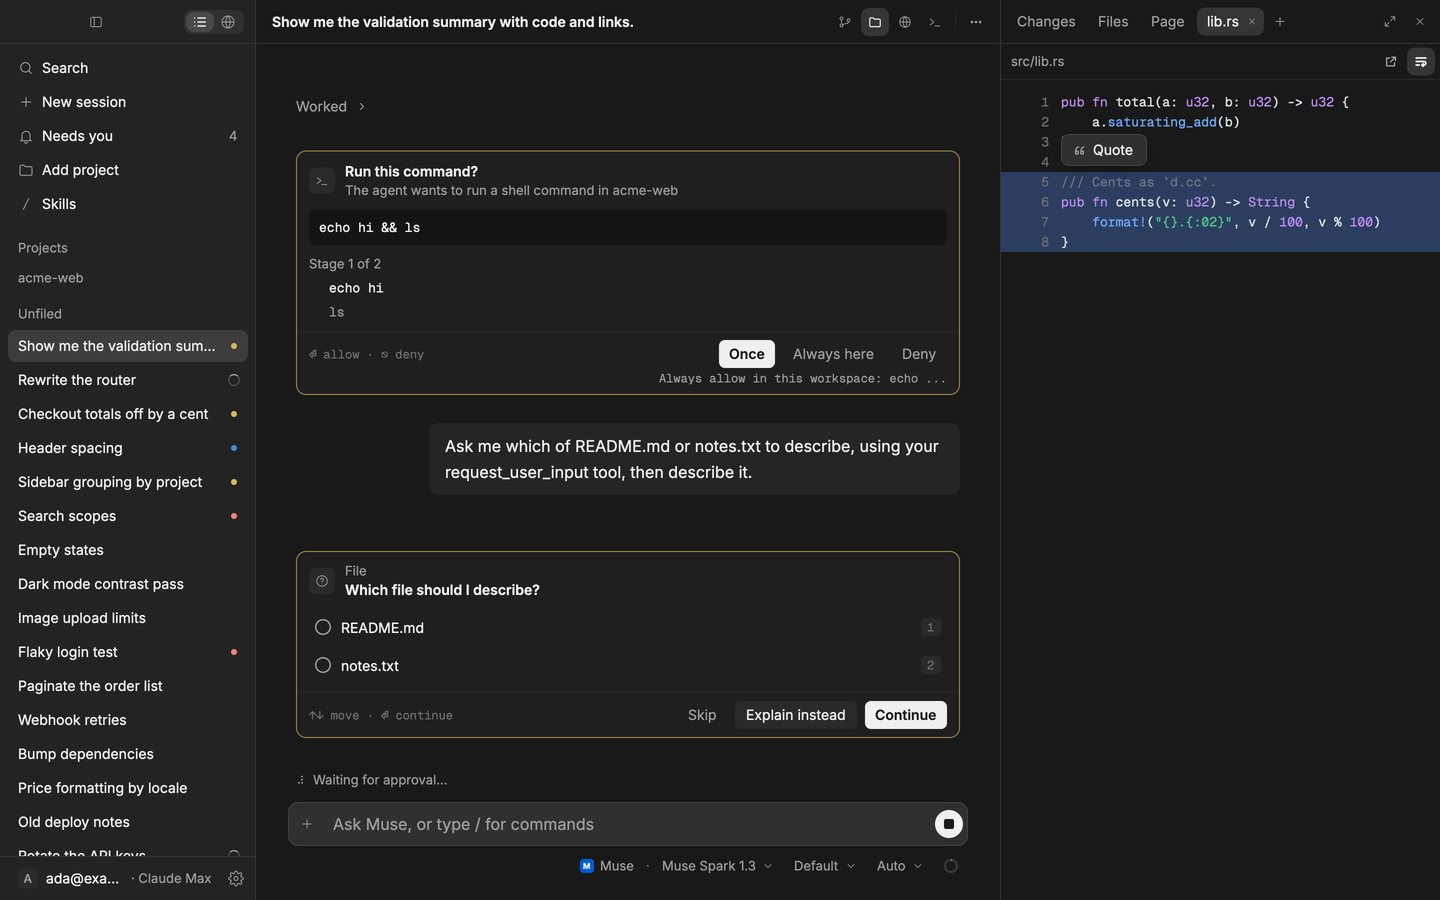 Search
New session
Needs you 4
Add project
Skills
Projects
acme-web
Unfiled
Show me the validation sum...
Rewrite the router
Checkout totals off by a cent
Header spacing
Sidebar grouping by project
Search scopes
Empty states
Dark mode contrast pass
Image upload limits
Flaky login test
Paginate the order list
Webhook retries
Bump dependencies
Price formatting by locale
Old deploy notes
Rotate the API keys
A ada@exa... · Claude Max
Show me the validation summary with code and links.
Worked
Run this command?
The agent wants to run a shell command in acme-web
echo hi && ls
Stage 1 of 2
echo hi
ls
allow · deny
Once Always here Deny
Always allow in this workspace: echo ...
Ask me which of README.md or notes.txt to describe, using your
request_user_input tool, then describe it.
File
Which file should I describe?
README.md 1
notes.txt 2
move · continue
Skip Explain instead Continue
Waiting for approval...
Ask Muse, or type / for commands
M Muse · Muse Spark 1.3 Default Auto
Changes Files Page lib.rs
src/lib.rs
1 pub fn total(a: u32, b: u32) -> u32 {
2 a.saturating_add(b)
3
Quote
4
5 /// Cents as `d.cc`.
6 pub fn cents(v: u32) -> String {
7 format!("{}.{:02}", v / 100, v % 100)
8 }